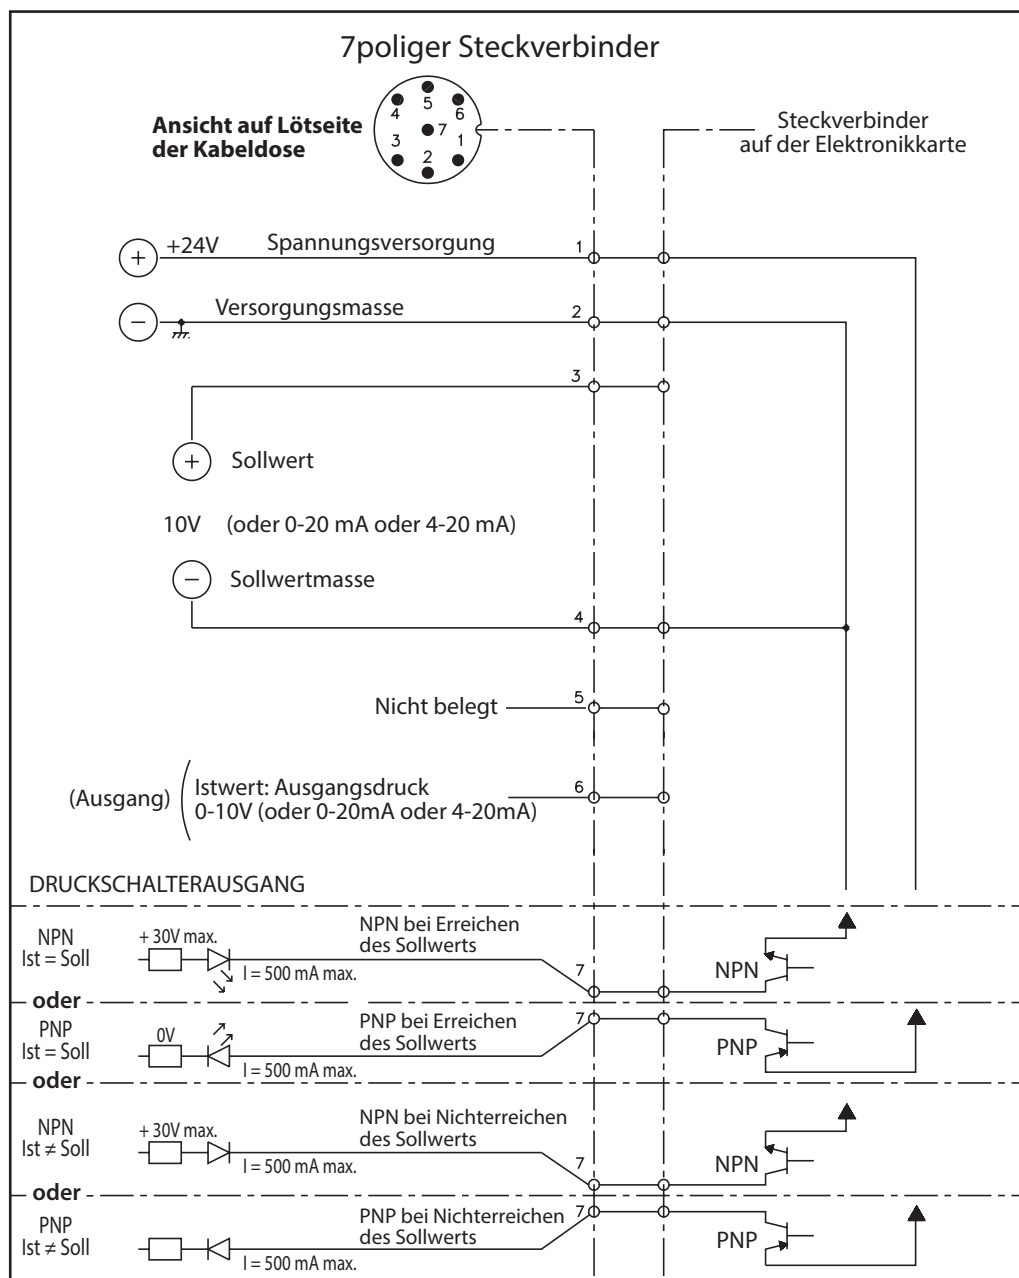 7poliger Steckverbinder
Ansicht auf Lötseite
der Kabeldose
5
4
6
7
3
1
2
Steckverbinder
auf der Elektronikkarte
+ +24V Spannungsversorgung 1
− Versorgungsmasse 2
3
+ Sollwert
10V (oder 0-20 mA oder 4-20 mA)
− Sollwertmasse
4
Nicht belegt 5
(Ausgang) Istwert: Ausgangsdruck 6
0-10V (oder 0-20mA oder 4-20mA)
DRUCKSCHALTERAUSGANG
NPN
Ist = Soll
+ 30V max.
I = 500 mA max.
NPN bei Erreichen
des Sollwerts
7
NPN
oder
PNP
Ist = Soll
0V
I = 500 mA max.
PNP bei Erreichen
des Sollwerts
7
PNP
oder
NPN
Ist ≠ Soll
+ 30V max.
I = 500 mA max.
NPN bei Nichterreichen
des Sollwerts
7
NPN
oder
PNP
Ist ≠ Soll
I = 500 mA max.
PNP bei Nichterreichen
des Sollwerts
7
PNP